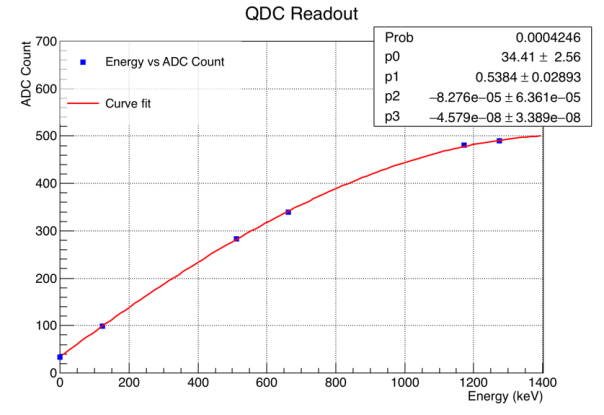 QDC Readout
Prob 0.0004246
p0 34.41 ± 2.56
p1 0.5384 ± 0.02893
p2 −8.276e−05 ± 6.361e−05
p3 −4.579e−08 ± 3.389e−08
ADC Count
Energy vs ADC Count
Curve fit
700
600
500
400
300
200
100
0
0 200 400 600 800 1000 1200 1400
Energy (keV)